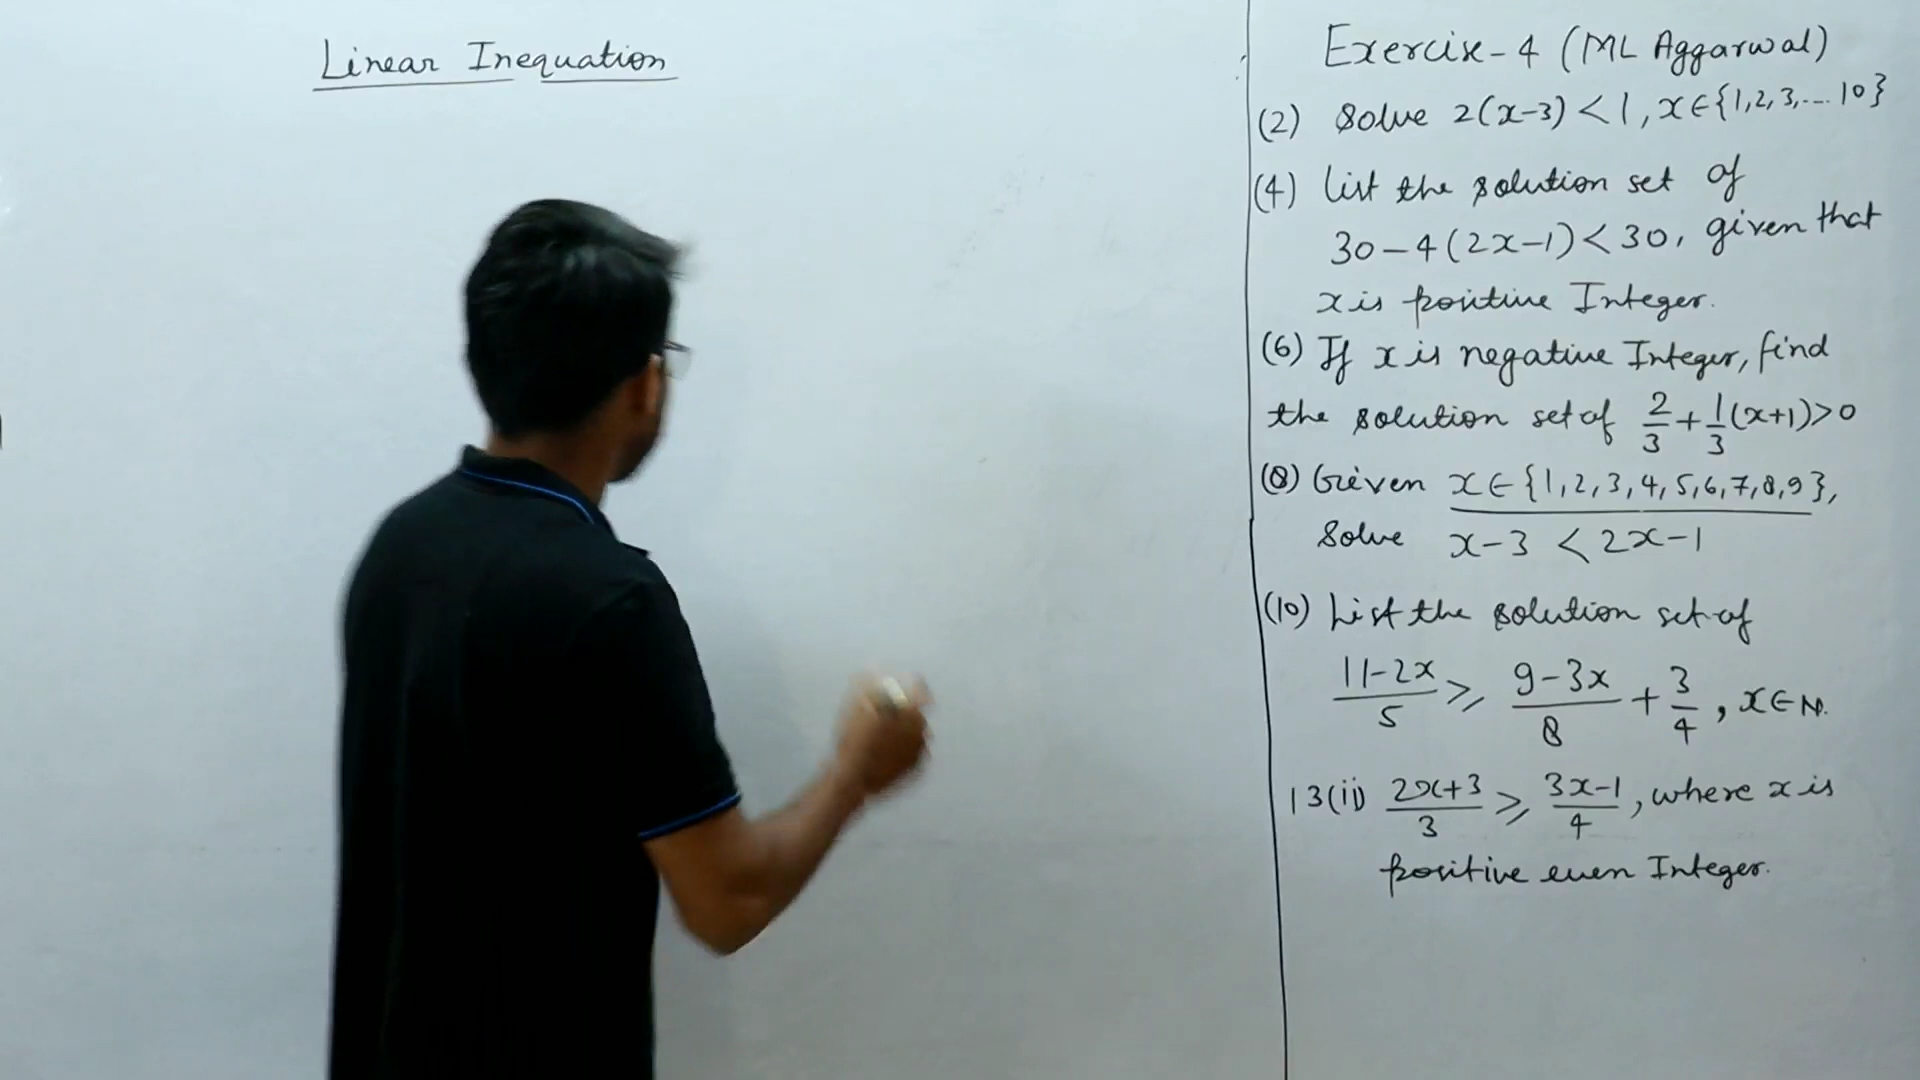 Linear Inequation
Exercise-4 (ML Aggarwal)
(2) Solve 2(x-3) < 1, x ∈ {1, 2, 3, .... 10}
(4) List the solution set of
30 - 4(2x-1) < 30, given that
x is positive Integer.
(6) If x is negative Integer, find
the solution set of 2/3 + 1/3(x+1) > 0
(8) Given x ∈ {1, 2, 3, 4, 5, 6, 7, 8, 9},
Solve x-3 < 2x-1
(10) List the solution set of
11-2x/5 ⩾ 9-3x/8 + 3/4, x ∈ N.
13(ii) 2x+3/3 ⩾ 3x-1/4, where x is
positive even Integer.